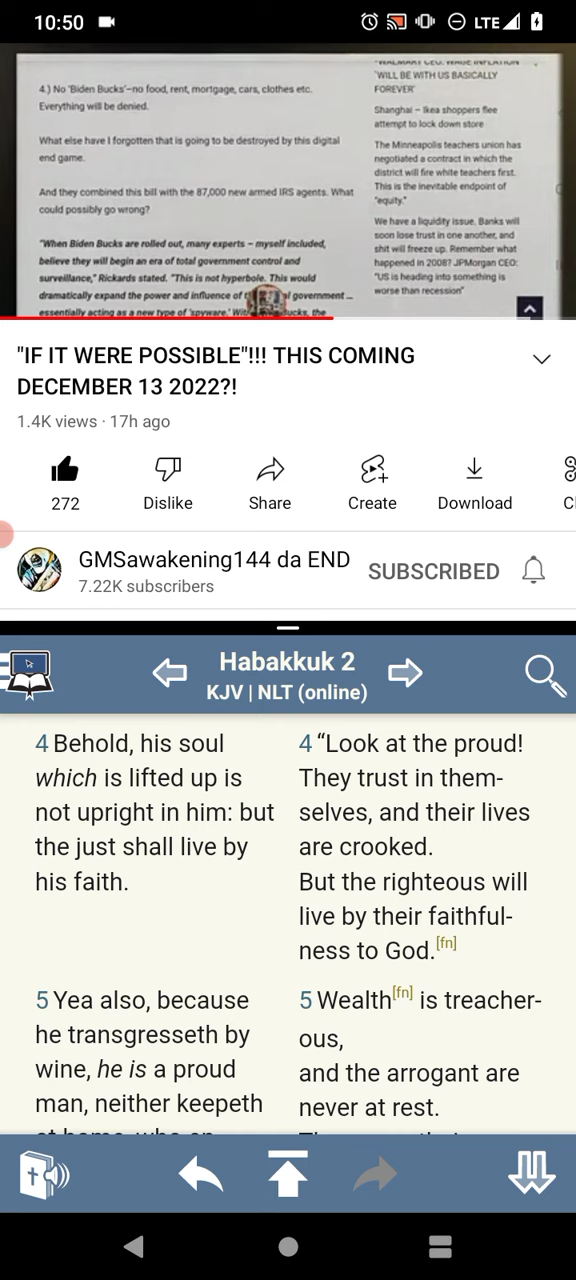 10:50
LTE
4.) No 'Biden Bucks'–no food, rent, mortgage, cars, clothes etc.
Everything will be denied.
What else have I forgotten that is going to be destroyed by this digital
end game.
And they combined this bill with the 87,000 new armed IRS agents. What
could possibly go wrong?
"When Biden Bucks are rolled out, many experts – myself included,
believe they will begin an era of total government control and
surveillance," Rickards stated. "This is not hyperbole. This would
dramatically expand the power and influence of government ...
essentially acting as a new type of 'spyware.' the
"WALMART CEO: WAGE INFLATION
'WILL BE WITH US BASICALLY
FOREVER'
Shanghai – Ikea shoppers flee
attempt to lock down store
The Minneapolis teachers union has
negotiated a contract in which the
district will fire white teachers first.
This is the inevitable endpoint of
"equity."
We have a liquidity issue. Banks will
soon lose trust in one another, and
shit will freeze up. Remember what
happened in 2008? JPMorgan CEO:
"US is heading into something is
worse than recession"
"IF IT WERE POSSIBLE"!!! THIS COMING
DECEMBER 13 2022?!
1.4K views · 17h ago
272
Dislike
Share
Create
Download
Cl
GMSawakening144 da END
7.22K subscribers
SUBSCRIBED
Habakkuk 2
KJV | NLT (online)
4 Behold, his soul
which is lifted up is
not upright in him: but
the just shall live by
his faith.
4 “Look at the proud!
They trust in them-
selves, and their lives
are crooked.
But the righteous will
live by their faithful-
ness to God.[fn]
5 Yea also, because
he transgresseth by
wine, he is a proud
man, neither keepeth
5 Wealth[fn] is treacher-
ous,
and the arrogant are
never at rest.